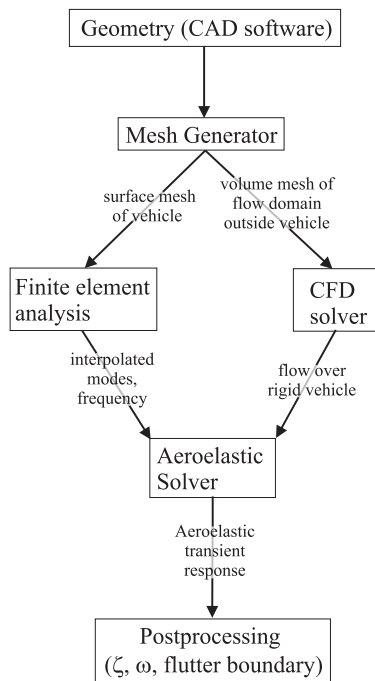 Geometry (CAD software)
Mesh Generator
surface mesh
of vehicle
volume mesh of
flow domain
outside vehicle
Finite element
analysis
CFD
solver
interpolated
modes,
frequency
flow over
rigid vehicle
Aeroelastic
Solver
Aeroelastic
transient
response
Postprocessing
(ζ, ω, flutter boundary)